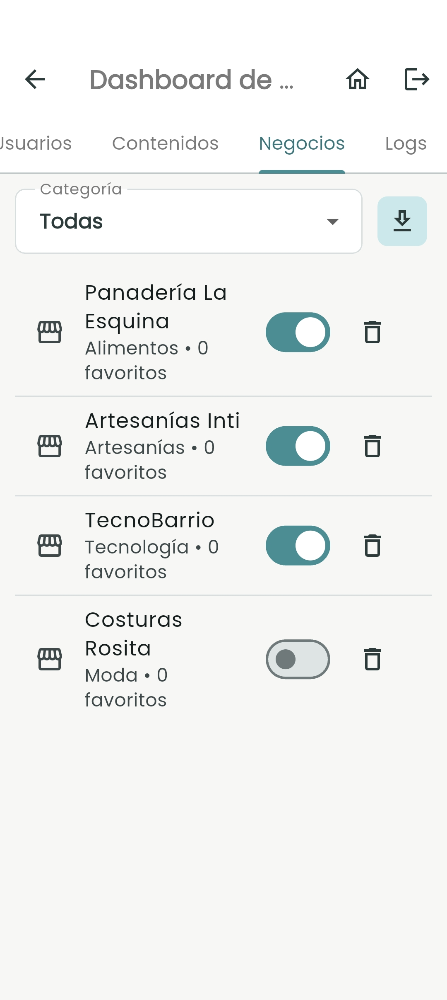 Dashboard de ...
Usuarios Contenidos Negocios Logs
Categoría
Todas
Panadería La
Esquina
Alimentos • 0
favoritos
Artesanías Inti
Artesanías • 0
favoritos
TecnoBarrio
Tecnología • 0
favoritos
Costuras
Rosita
Moda • 0
favoritos